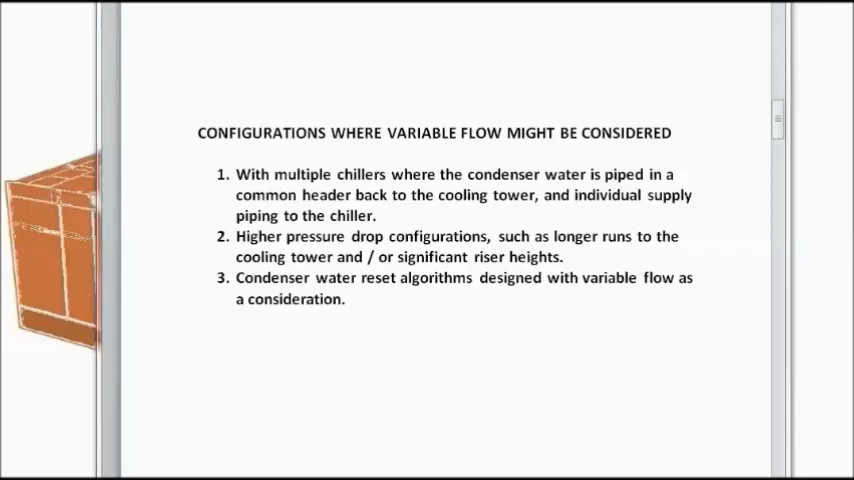 CONFIGURATIONS WHERE VARIABLE FLOW MIGHT BE CONSIDERED
1. With multiple chillers where the condenser water is piped in a
common header back to the cooling tower, and individual supply
piping to the chiller.
2. Higher pressure drop configurations, such as longer runs to the
cooling tower and / or significant riser heights.
3. Condenser water reset algorithms designed with variable flow as
a consideration.